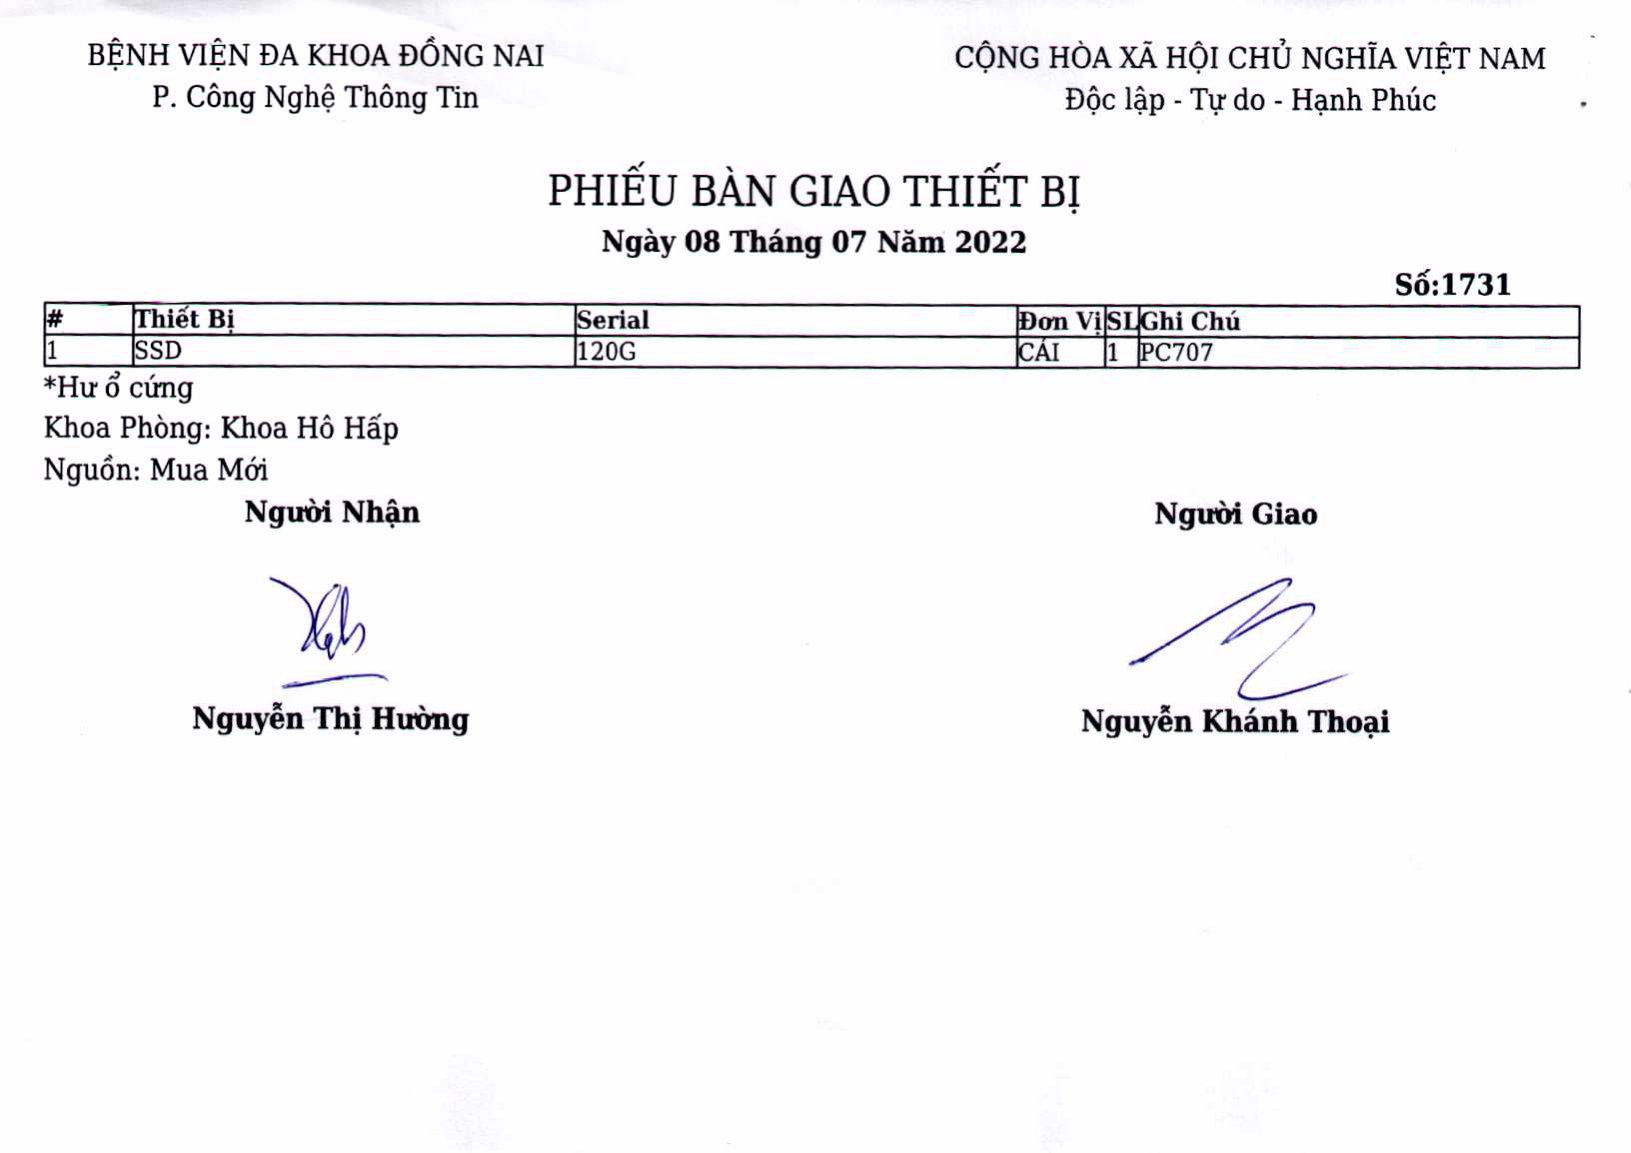 BỆNH VIỆN ĐA KHOA ĐỒNG NAI
P. Công Nghệ Thông Tin
CỘNG HÒA XÃ HỘI CHỦ NGHĨA VIỆT NAM
Độc lập - Tự do - Hạnh Phúc
PHIẾU BÀN GIAO THIẾT BỊ
Ngày 08 Tháng 07 Năm 2022
Số:1731
# Thiết Bị Serial Đơn Vị SL Ghi Chú
1 SSD 120G CÁI 1 PC707
*Hư ổ cứng
Khoa Phòng: Khoa Hô Hấp
Nguồn: Mua Mới
Người Nhận Người Giao
Nguyễn Thị Hường Nguyễn Khánh Thoại